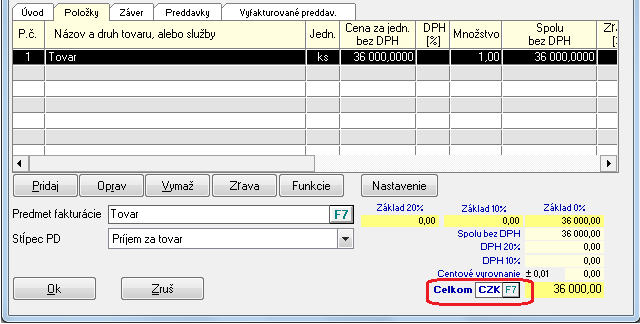 Úvod Položky Záver Preddavky Vyfakturované preddav.
P.č. Názov a druh tovaru, alebo služby Jedn. Cena za jedn. bez DPH DPH [%] Množstvo Spolu bez DPH
1 Tovar ks 36 000,0000 1,00 36 000,0000
Pridaj Oprav Vymaž Zľava Funkcie Nastavenie
Predmet fakturácie Tovar F7
Stĺpec PD Príjem za tovar
Základ 20% Základ 10% Základ 0%
0,00 0,00 36 000,00
Spolu bez DPH 36 000,00
DPH 20% 0,00
DPH 10% 0,00
Centové vyrovnanie ± 0,01 0,00
Celkom CZK F7 36 000,00
Ok Zruš